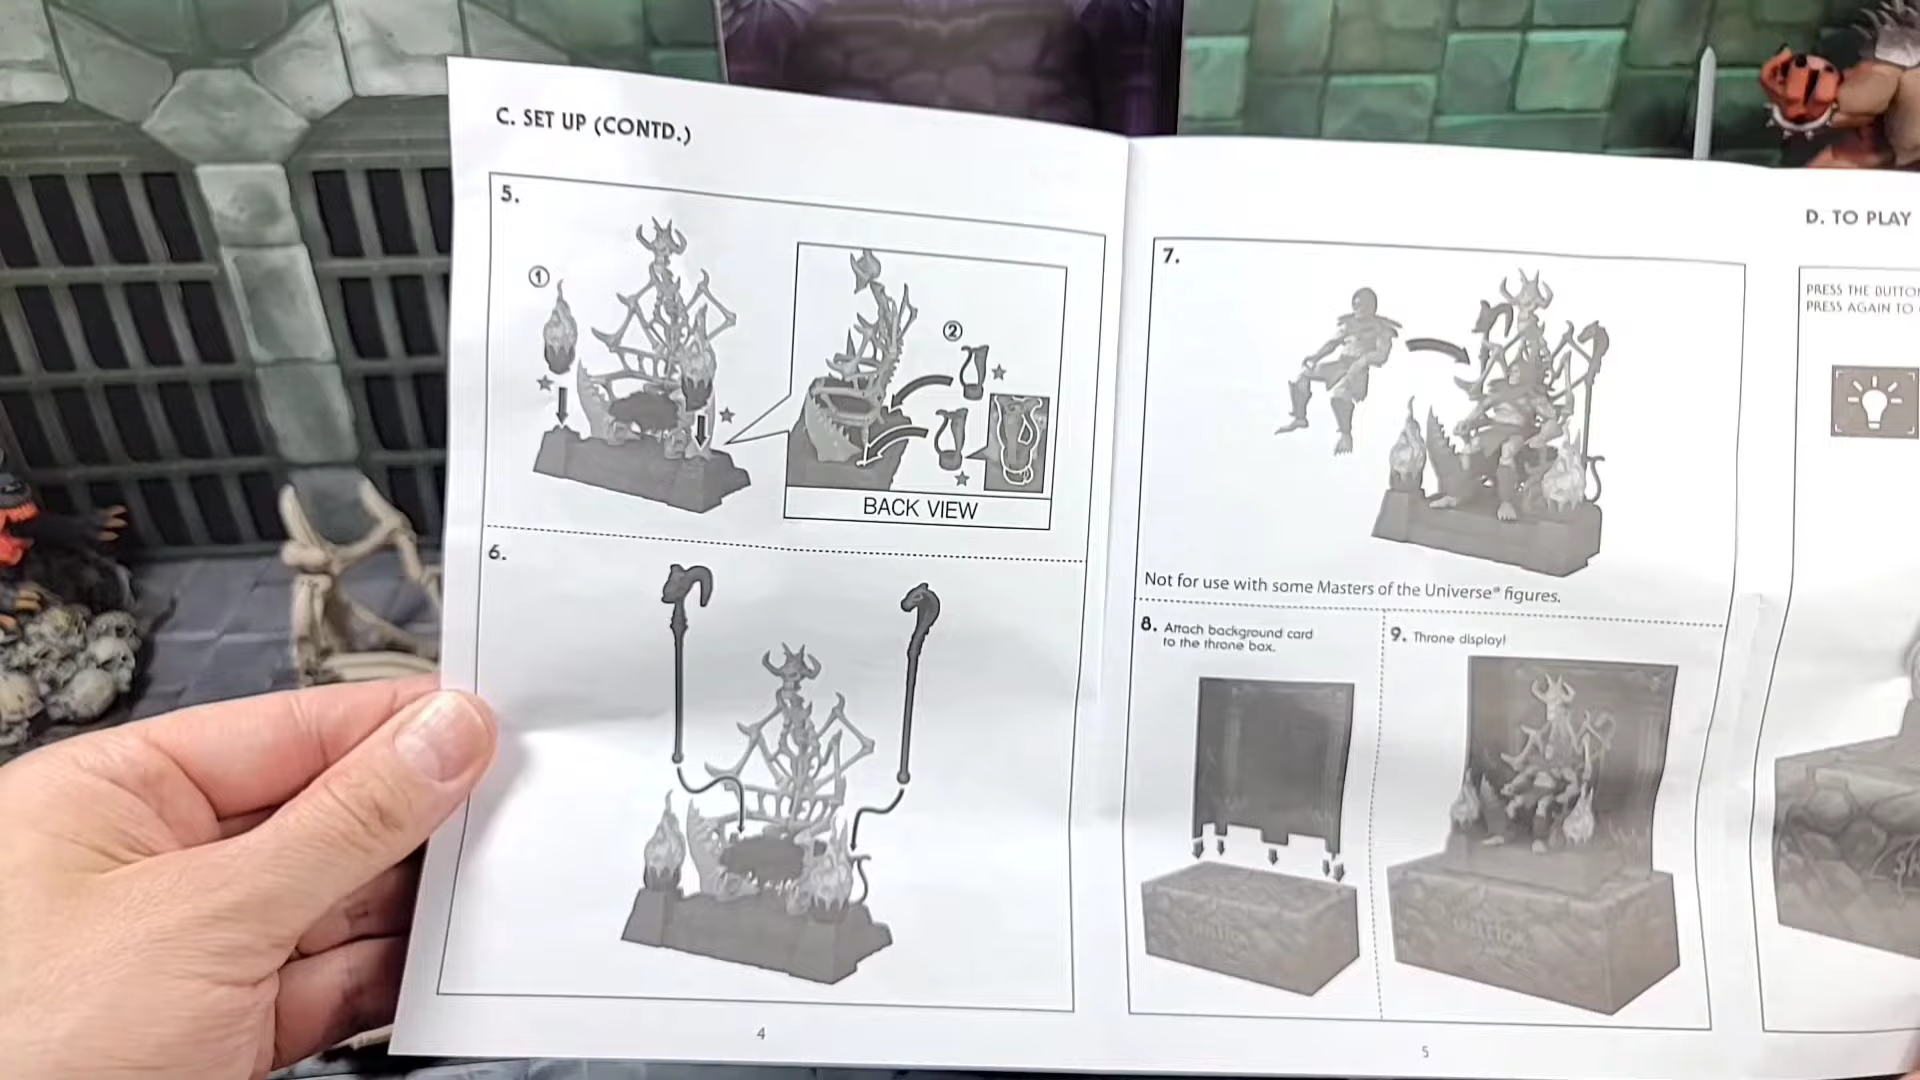 C. SET UP (CONTD.)
5.
1
2
BACK VIEW
6.
4
7.
Not for use with some Masters of the Universe® figures.
8. Attach background card
to the throne box.
9. Throne display!
5
D. TO PLAY
PRESS THE
PRESS AGAIN TO